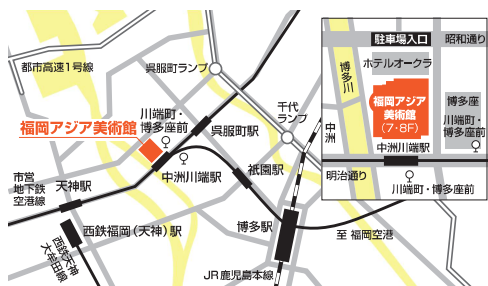 都市高速1号線
呉服町ランプ
川端町・
博多座前
福岡アジア美術館
呉服町駅
千代
ランプ
市営
地下鉄
空港線
天神駅
中洲川端駅
祇園駅
西鉄福岡(天神)駅
博多駅
西鉄天神
大牟田線
JR鹿児島本線
至 福岡空港
駐車場入口
昭和通り
ホテルオークラ
博多川
福岡アジア
美術館
(7・8F)
博多座
川端町・
博多座前
中洲
中洲川端駅
明治通り
川端町・博多座前